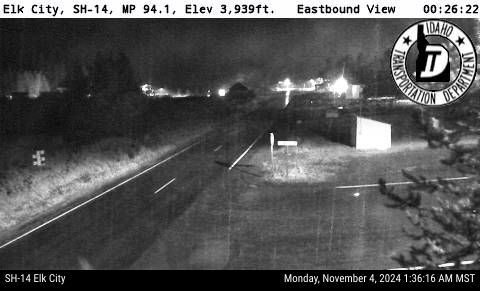 Elk City, SH-14, MP 94.1, Elev 3,939ft. Eastbound View 00:26:22
IDAHO
TRANSPORTATION DEPARTMENT
SH-14 Elk City Monday, November 4, 2024 1:36:16 AM MST